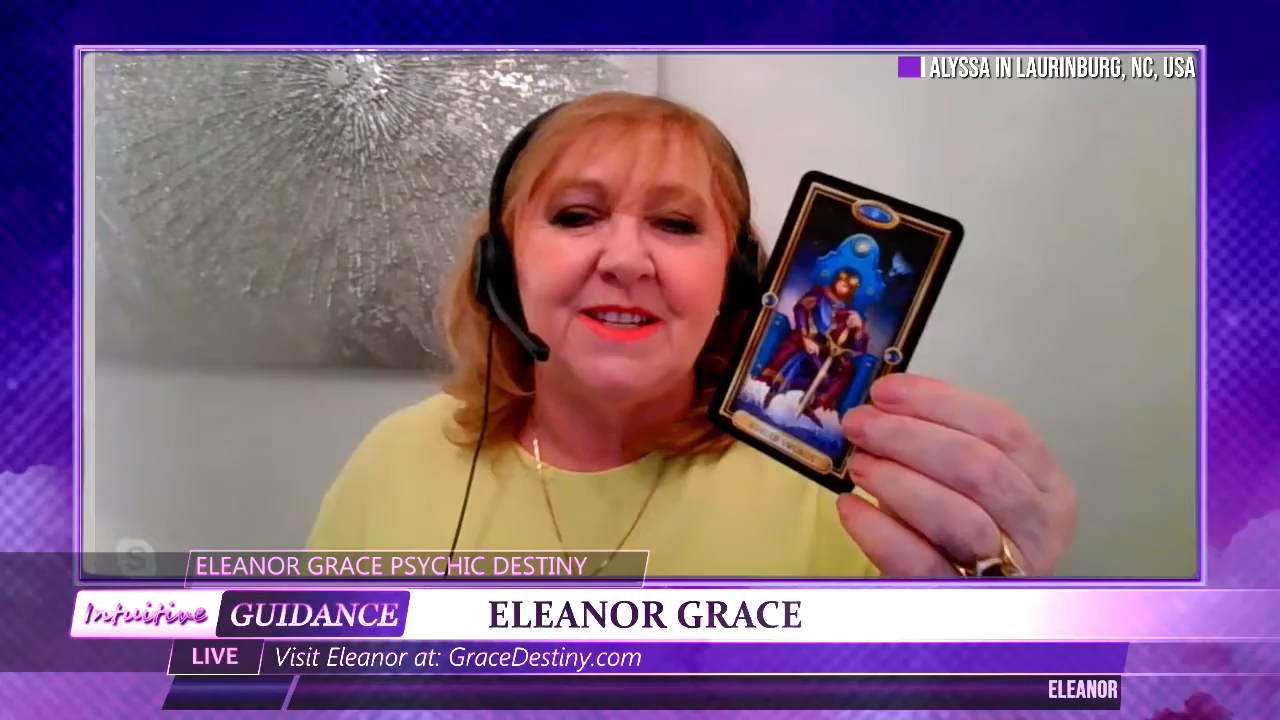 ALYSSA IN LAURINBURG, NC, USA
ELEANOR GRACE PSYCHIC DESTINY
Intuitive GUIDANCE
ELEANOR GRACE
LIVE
Visit Eleanor at: GraceDestiny.com
ELEANOR